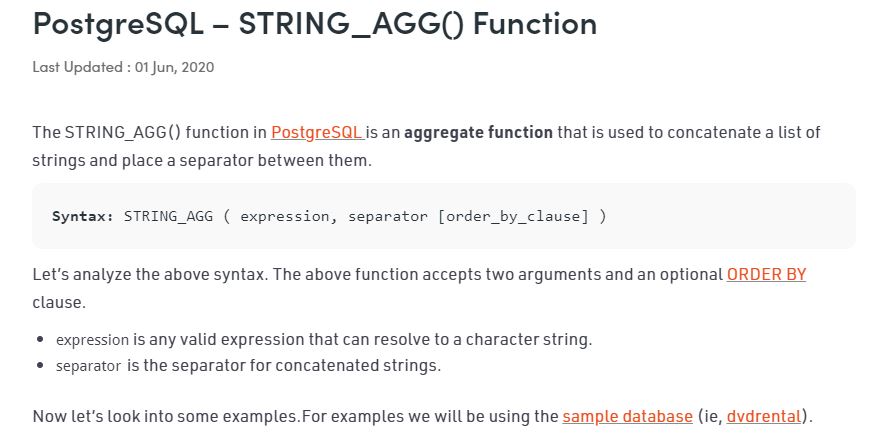 PostgreSQL – STRING_AGG() Function
Last Updated : 01 Jun, 2020
The STRING_AGG() function in PostgreSQL is an aggregate function that is used to concatenate a list of
strings and place a separator between them.
Syntax: STRING_AGG ( expression, separator [order_by_clause] )
Let's analyze the above syntax. The above function accepts two arguments and an optional ORDER BY
clause.
• expression is any valid expression that can resolve to a character string.
• separator is the separator for concatenated strings.
Now let's look into some examples.For examples we will be using the sample database (ie, dvdrental).